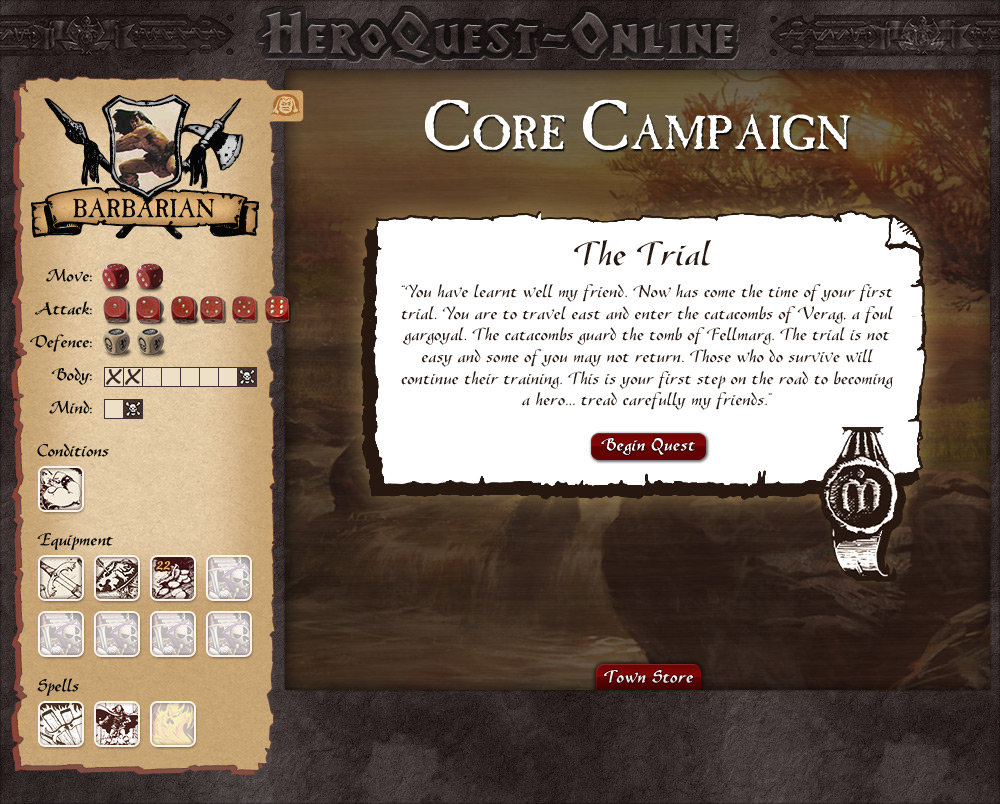 HeroQuest-Online
BARBARIAN
Move:
Attack:
Defence:
Body:
Mind:
Conditions
Equipment
22
Spells
Core Campaign
The Trial
"You have learnt well my friend. Now has come the time of your first
trial. You are to travel east and enter the catacombs of Verag, a foul
gargoyal. The catacombs guard the tomb of Fellmarg. The trial is not
easy and some of you may not return. Those who do survive will
continue their training. This is your first step on the road to becoming
a hero... tread carefully my friends."
Begin Quest
Town Store